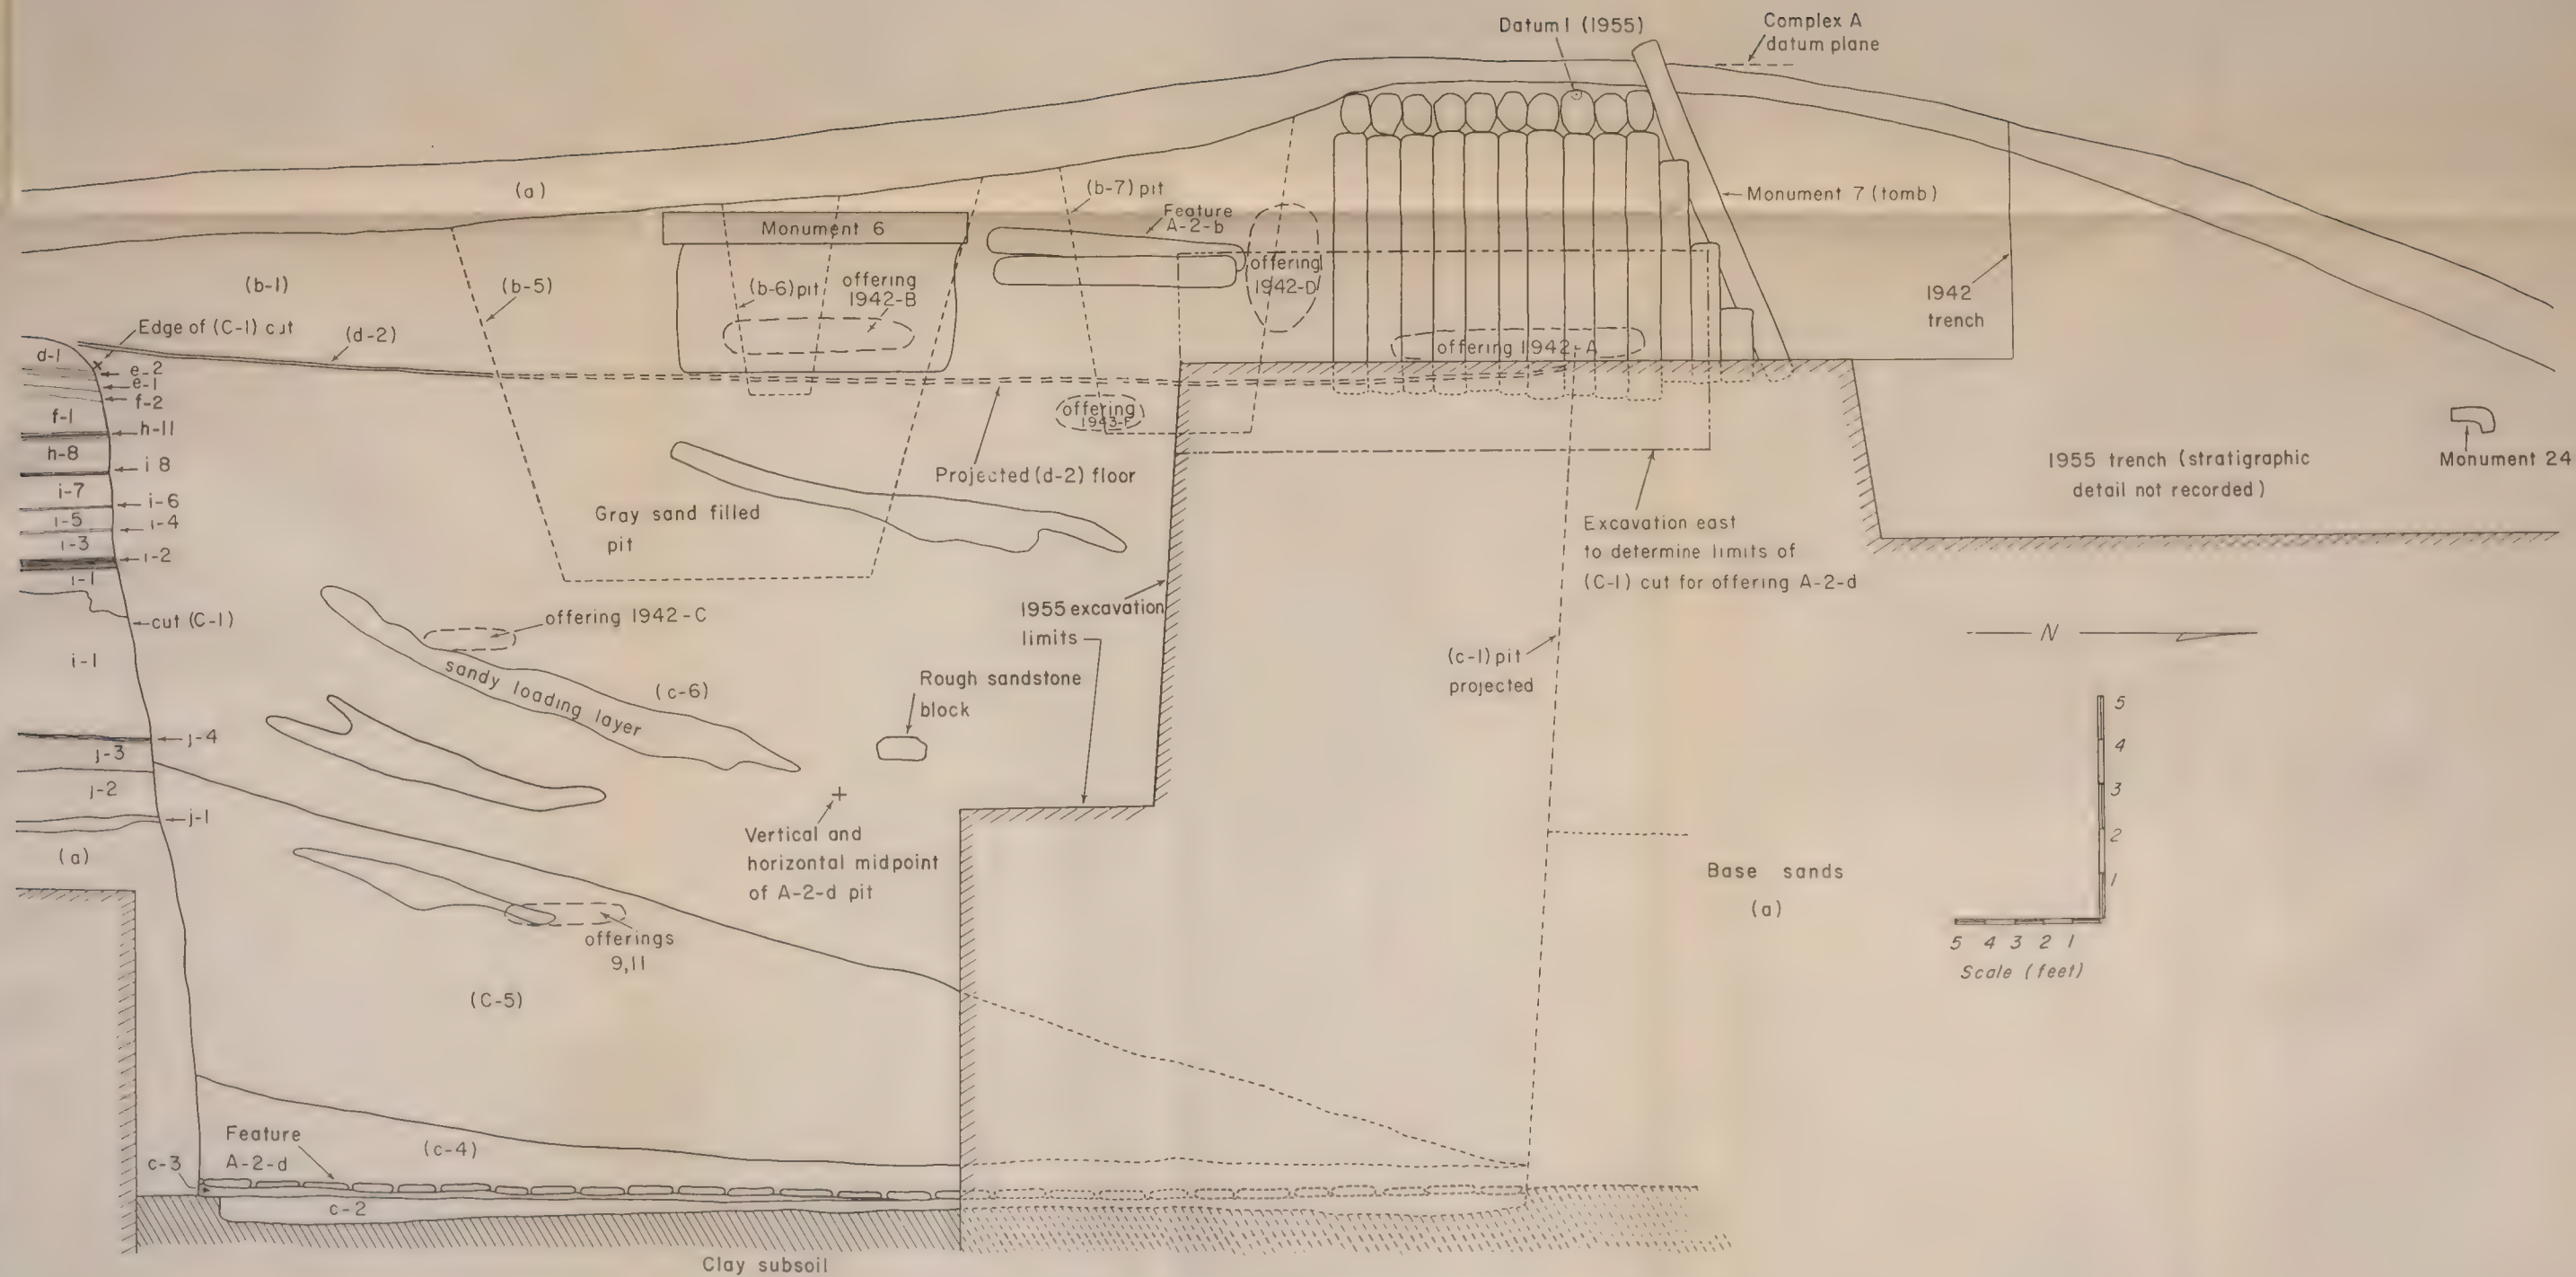 Datum 1 (1955)
Complex A
datum plane
(a)
(b-7) pit
Feature
A-2-b
Monument 7 (tomb)
Monument 6
(b-1)
(b-5)
(b-6) pit
offering
1942-B
offering
1942-D
1942
trench
Edge of (C-1) cut
(d-2)
offering 1942-A
d-1
e-2
e-1
f-2
f-1
h-11
h-8
i 8
i-7
i-6
i-5
i-4
i-3
i-2
i-1
cut (C-1)
i-1
j-4
j-3
j-2
j-1
(a)
offering
1943-F
Projected (d-2) floor
Gray sand filled
pit
1955 trench (stratigraphic
detail not recorded)
Monument 24
Excavation east
to determine limits of
(C-1) cut for offering A-2-d
1955 excavation
limits
offering 1942-C
sandy loading layer
(c-6)
Rough sandstone
block
(c-1) pit
projected
N
Vertical and
horizontal midpoint
of A-2-d pit
offerings
9,11
(C-5)
Base sands
(a)
5
4
3
2
1
5 4 3 2 1
Scale (feet)
Feature
A-2-d
c-3
(c-4)
c-2
Clay subsoil